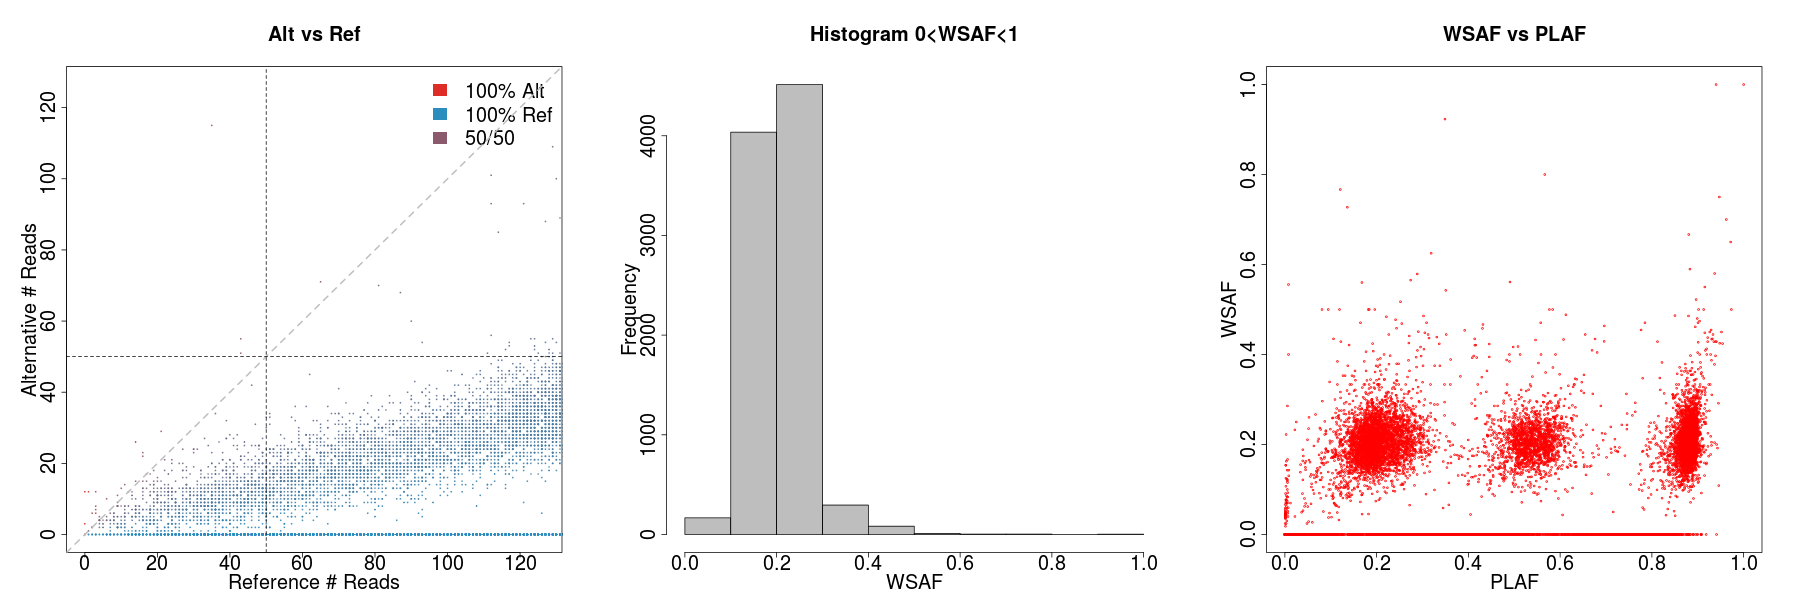 Alt vs Ref
100% Alt
100% Ref
50/50
Alternative # Reads
0 20 40 60 80 100 120
0 20 40 60 80 100 120
Reference # Reads
Histogram 0<WSAF<1
Frequency
0 1000 2000 3000 4000
0.0 0.2 0.4 0.6 0.8 1.0
WSAF
WSAF vs PLAF
WSAF
0.0 0.2 0.4 0.6 0.8 1.0
0.0 0.2 0.4 0.6 0.8 1.0
PLAF